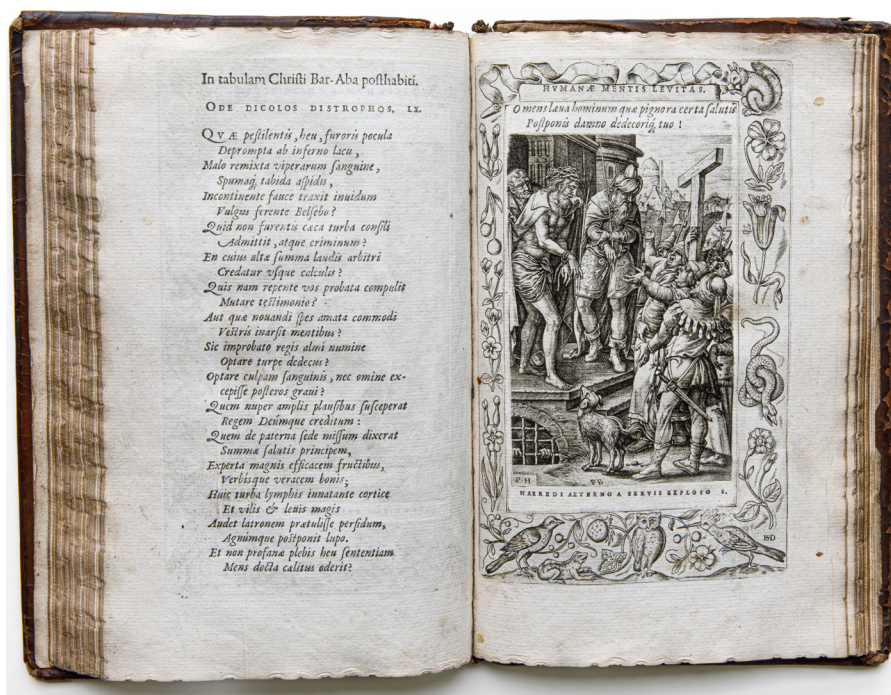 In tabulam Christi Bar-Aba posthabiti.
ODE DICOLOS DISTROPHOS. LX.
QVÆ pestilentis, heu, furoris pocula
Deprompta ab inferno lacu,
Malo remixta viperarum sanguine,
Spumaq́ tabida aspidis,
Incontinente fauce traxit inuidum
Vulgus ferente Belsebo?
Quid non furentis cæca turba consili
Admittit, atque criminum?
En cuius alta summa laudis arbitri
Credatur vsque calculis?
Quis nam repente vos probata compulit
Mutare testimonio?
Aut quæ nouandi spes amata commodi
Vestris inarsit mentibus?
Sic improbato regis almi numine
Optare turpe dedecus?
Optare culpam sanguinis, nec omine ex-
cepisse posteros graui?
Quem nuper amplis plausibus susceperat
Regem Deúmque creditum:
Quem de paterna sede missum dixerat
Summæ salutis principem,
Experta magnis efficacem fructibus,
Verbisque veracem bonis;
Huic turba lymphis innatante cortice
Et vilis & leuis magis
Audet latronem prætulisse perfidum,
Agnumque postponit lupo.
Et non profanæ plebis heu sententiam
Mens docta cælitus oderit?
HVMANÆ MENTIS LEVITAS.
O mens læua hominum quæ pignora certa salutis
Postponis damno dedecoriq́ tuo!
P. H
HAEREDI AETERNO A SERVIS EXPLOSO S.